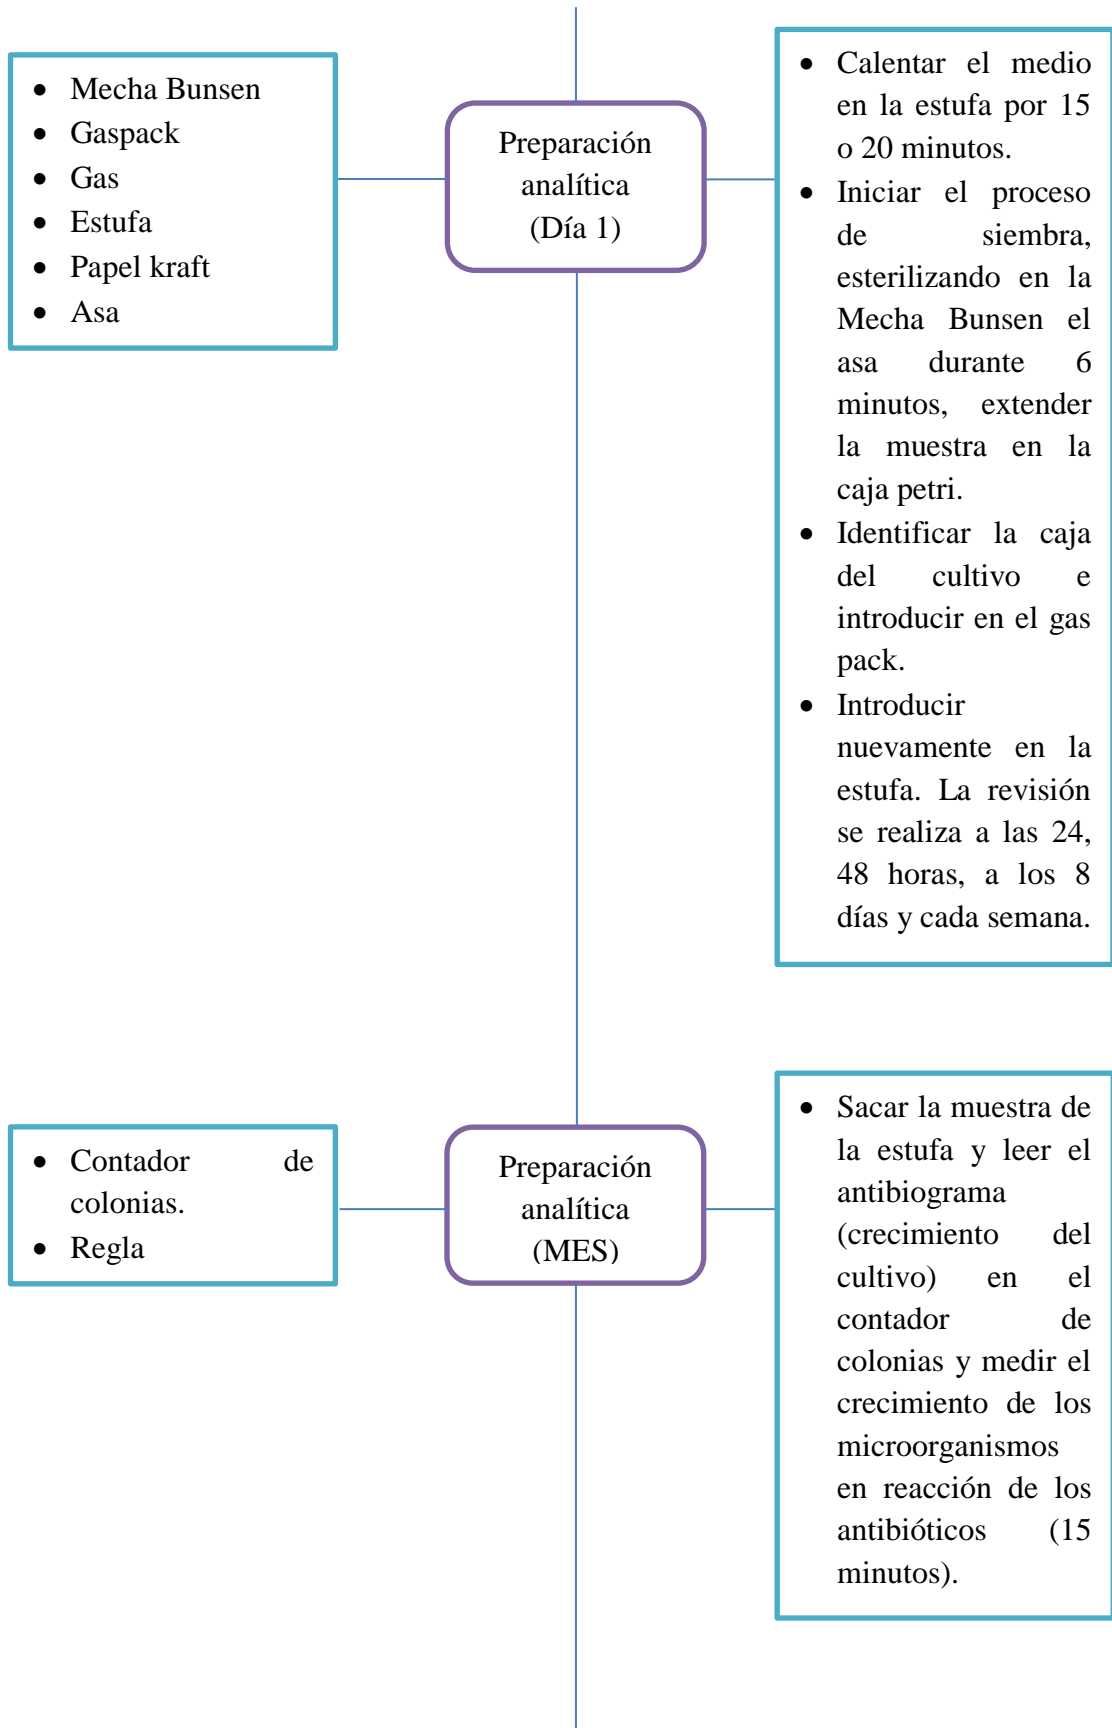 • Mecha Bunsen
• Gaspack
• Gas
• Estufa
• Papel kraft
• Asa
Preparación
analítica
(Día 1)
• Calentar el medio
en la estufa por 15
o 20 minutos.
• Iniciar el proceso
de siembra,
esterilizando en la
Mecha Bunsen el
asa durante 6
minutos, extender
la muestra en la
caja petri.
• Identificar la caja
del cultivo e
introducir en el gas
pack.
• Introducir
nuevamente en la
estufa. La revisión
se realiza a las 24,
48 horas, a los 8
días y cada semana.
• Contador de
colonias.
• Regla
Preparación
analítica
(MES)
• Sacar la muestra de
la estufa y leer el
antibiograma
(crecimiento del
cultivo) en el
contador de
colonias y medir el
crecimiento de los
microorganismos
en reacción de los
antibióticos (15
minutos).